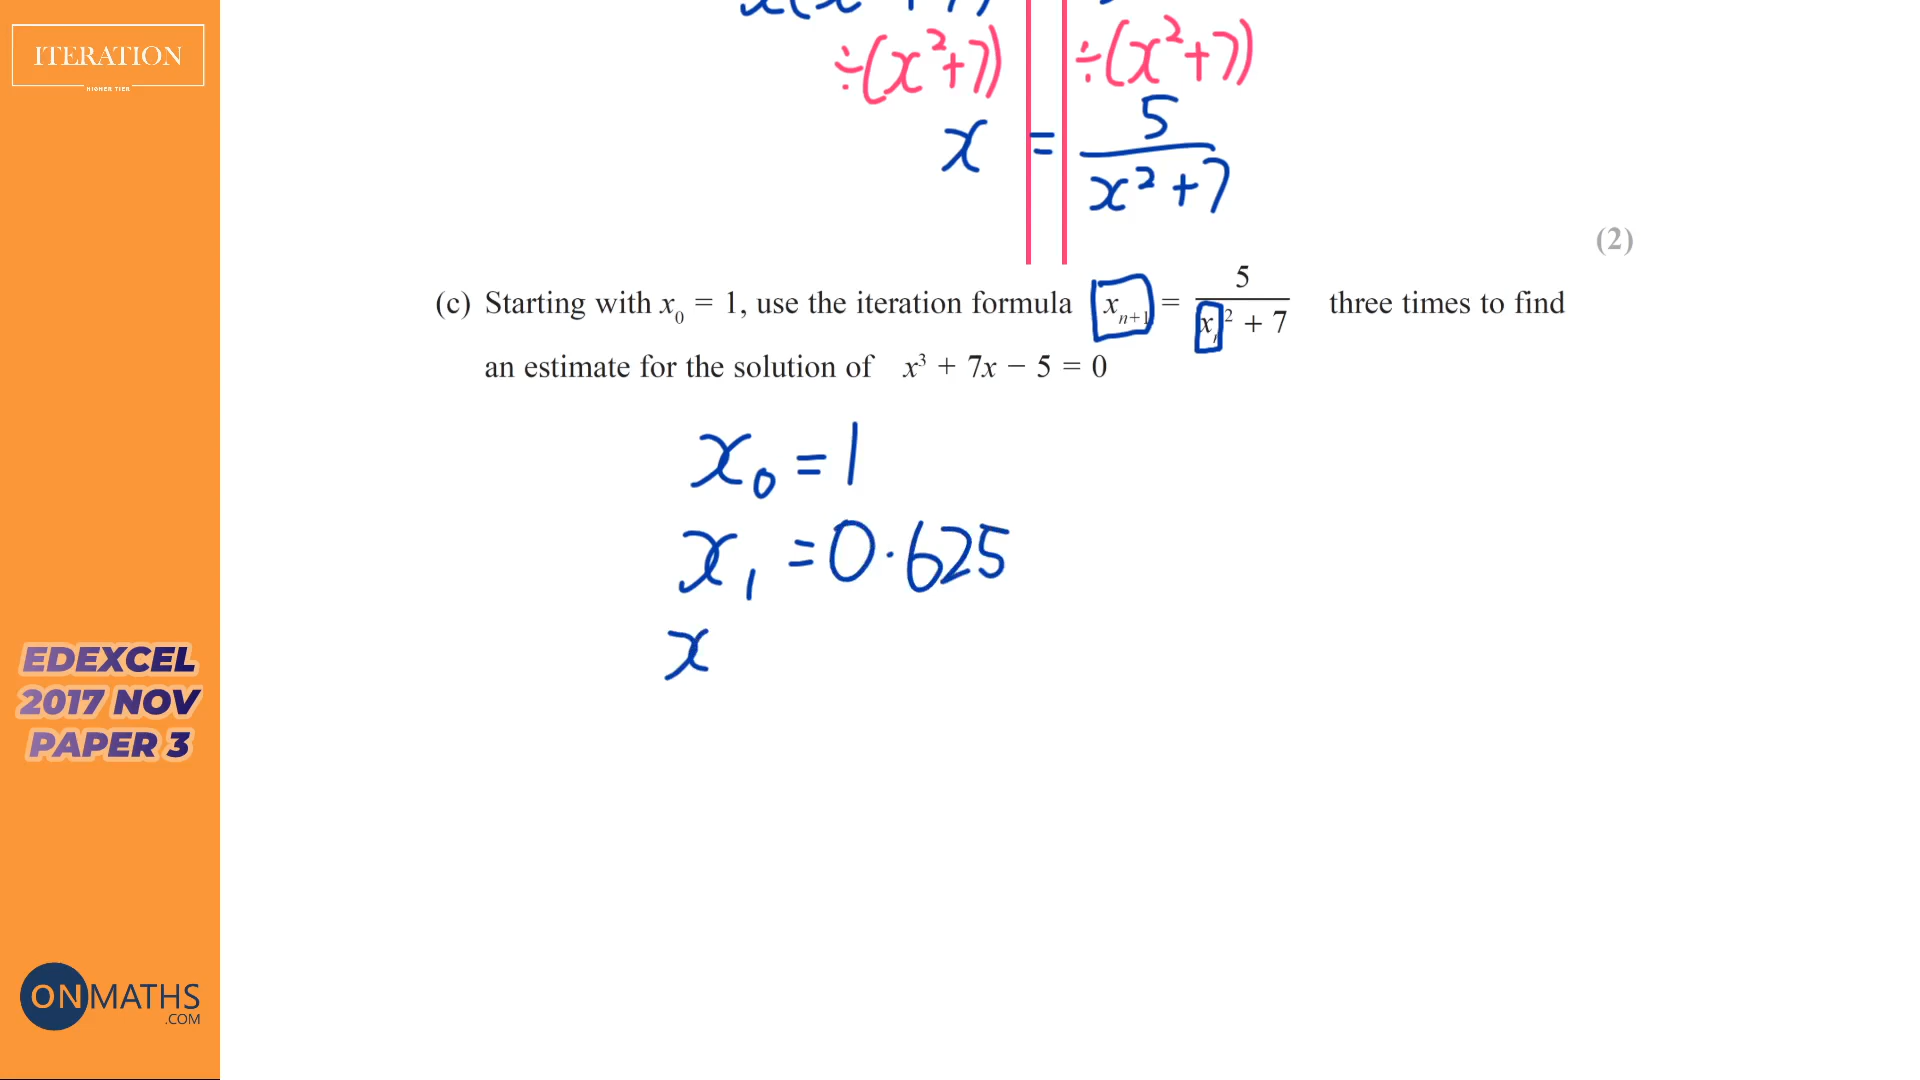 ITERATION
HIGHER TIER
÷(x²+7) ÷(x²+7)
x = 5/(x²+7)
(2)
(c) Starting with x₀ = 1, use the iteration formula xₙ₊₁ = 5/(xₙ² + 7) three times to find
an estimate for the solution of x³ + 7x − 5 = 0
x₀ = 1
x₁ = 0.625
x
EDEXCEL
2017 NOV
PAPER 3
ONMATHS
.COM